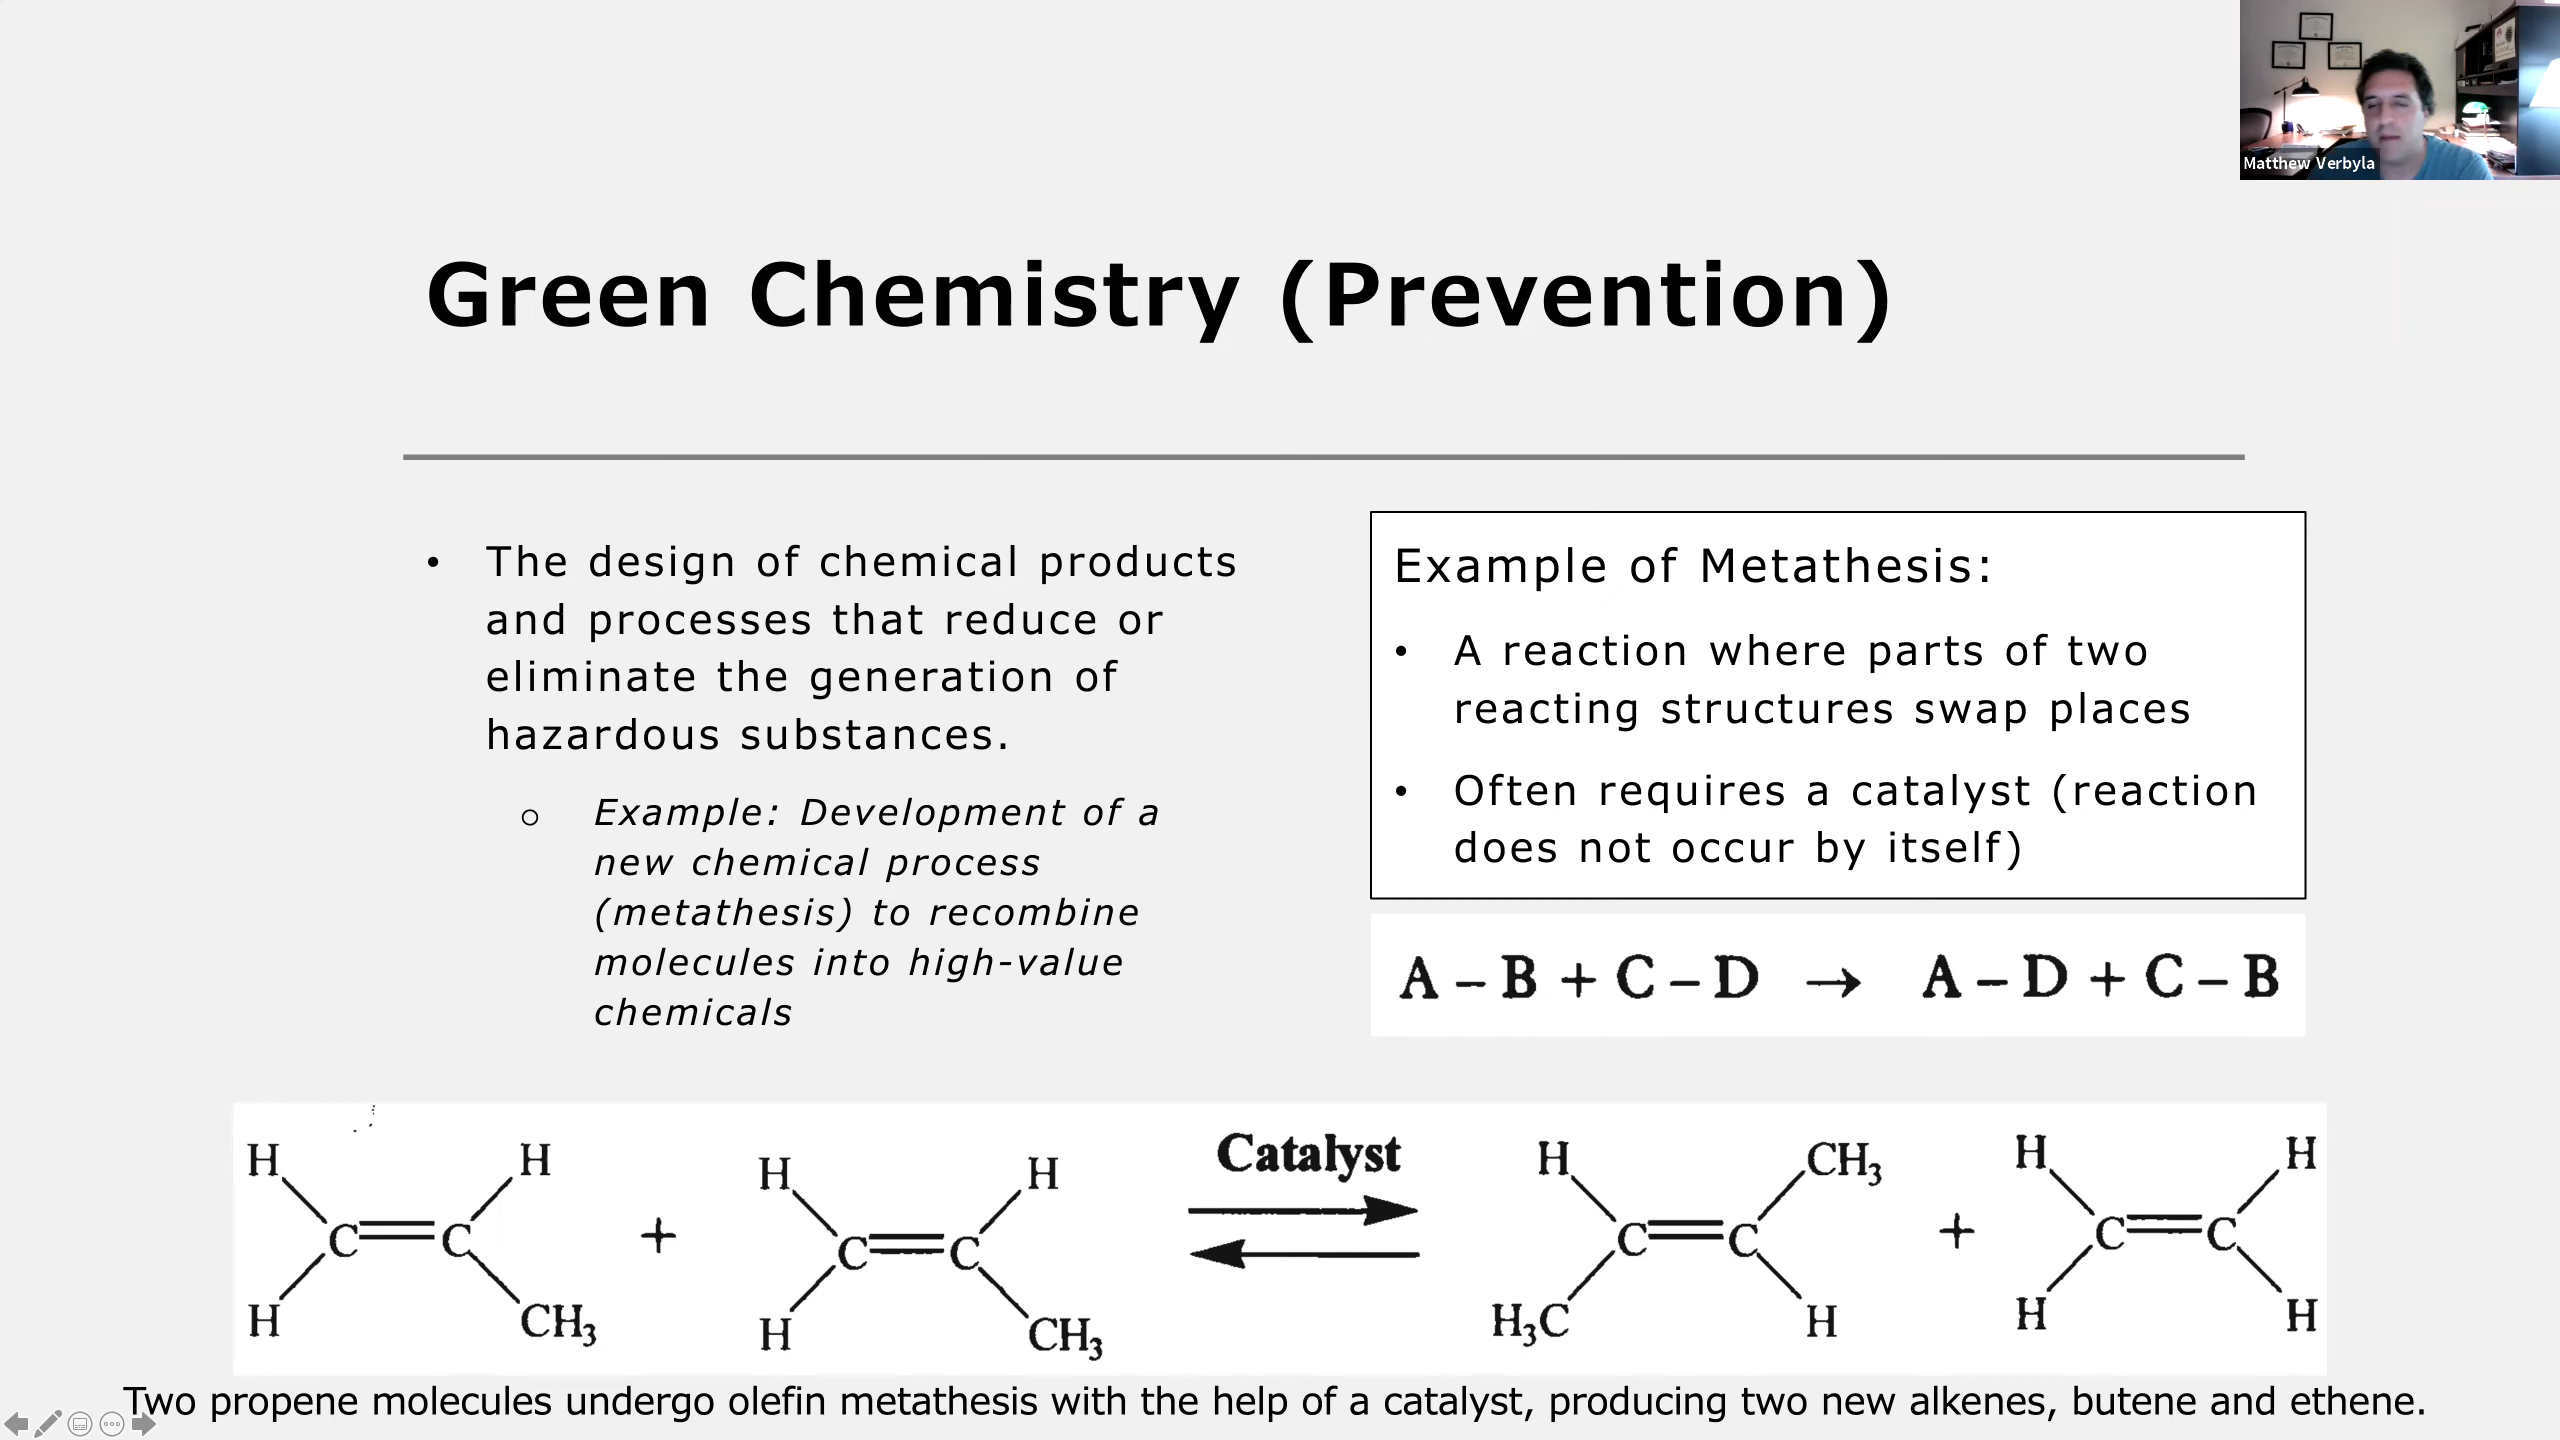 Matthew Verbyla
Green Chemistry (Prevention)
• The design of chemical products
and processes that reduce or
eliminate the generation of
hazardous substances.
o Example: Development of a
new chemical process
(metathesis) to recombine
molecules into high-value
chemicals
Example of Metathesis:
• A reaction where parts of two
reacting structures swap places
• Often requires a catalyst (reaction
does not occur by itself)
A – B + C – D → A – D + C – B
H H H H Catalyst H CH₃ H H
C C + C C C C + C C
H CH₃ H CH₃ H₃C H H H
Two propene molecules undergo olefin metathesis with the help of a catalyst, producing two new alkenes, butene and ethene.